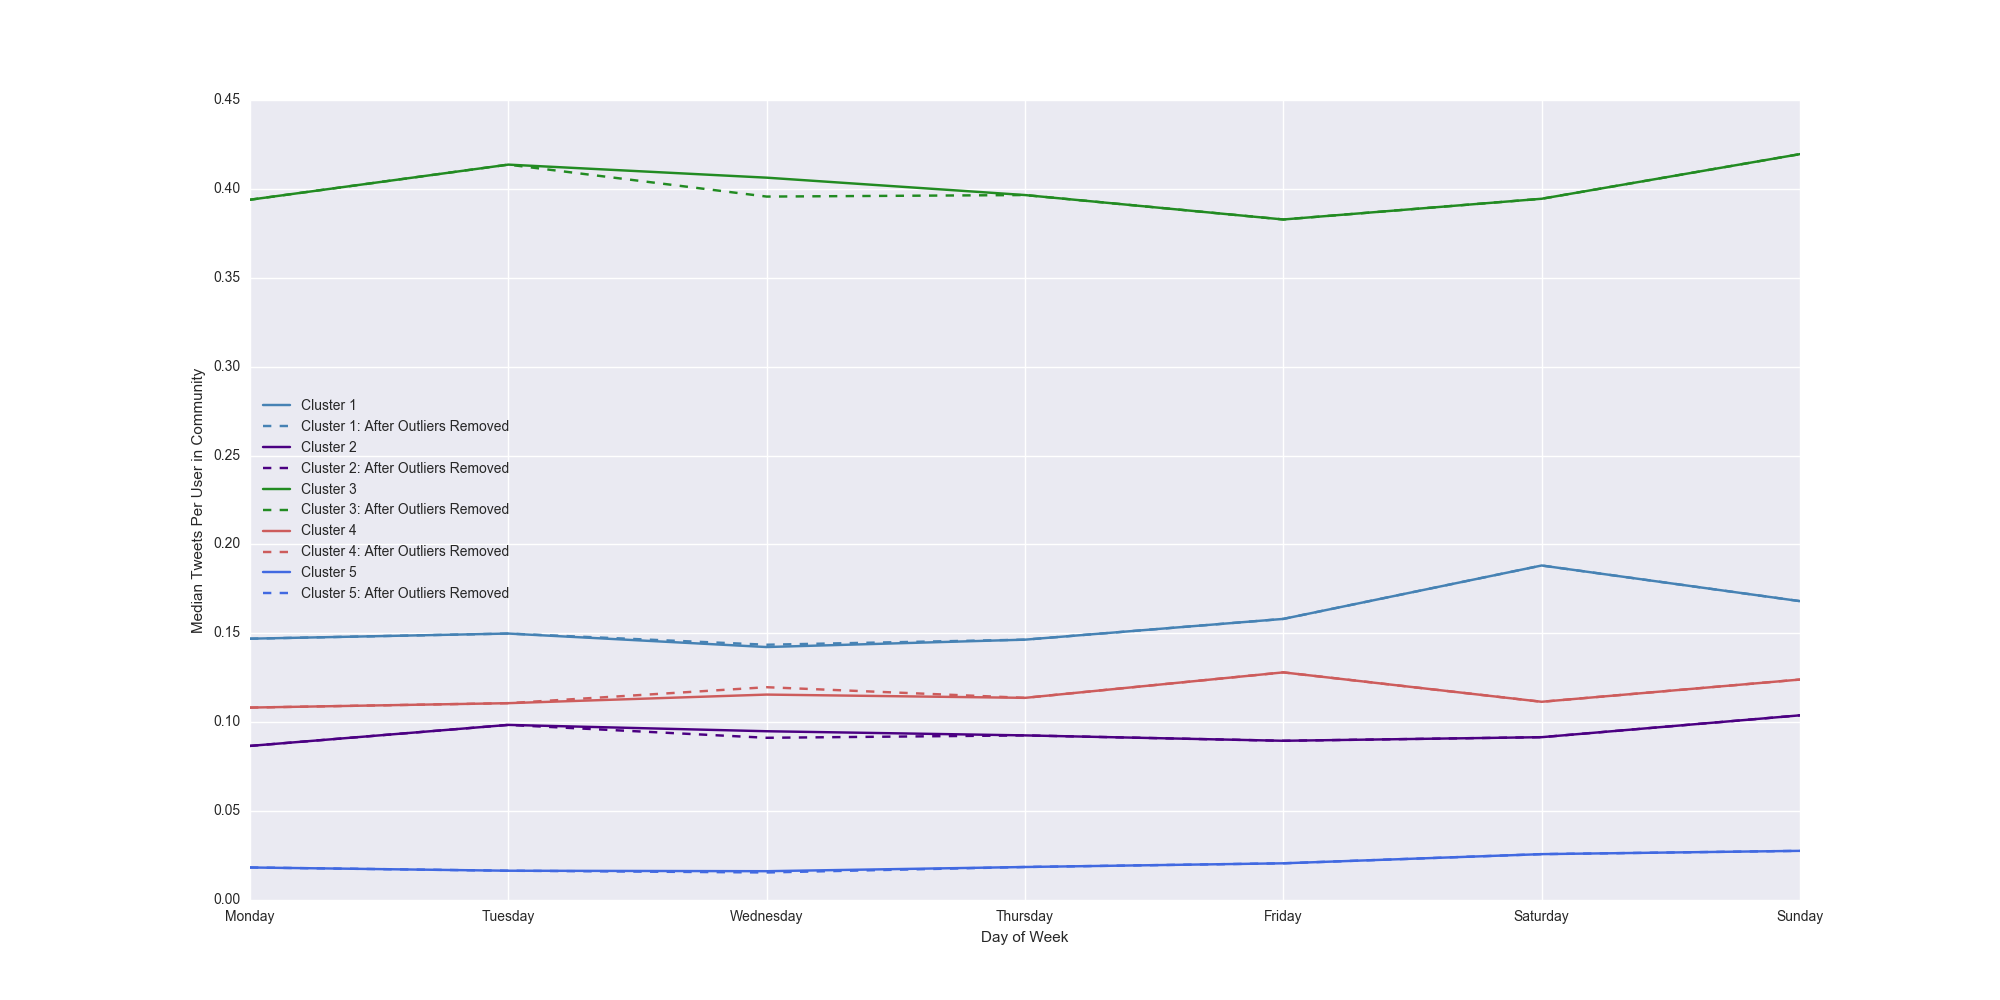 0.45
0.40
0.35
0.30
0.25
0.20
0.15
0.10
0.05
0.00
Median Tweets Per User in Community
Cluster 1
Cluster 1: After Outliers Removed
Cluster 2
Cluster 2: After Outliers Removed
Cluster 3
Cluster 3: After Outliers Removed
Cluster 4
Cluster 4: After Outliers Removed
Cluster 5
Cluster 5: After Outliers Removed
Monday Tuesday Wednesday Thursday Friday Saturday Sunday
Day of Week